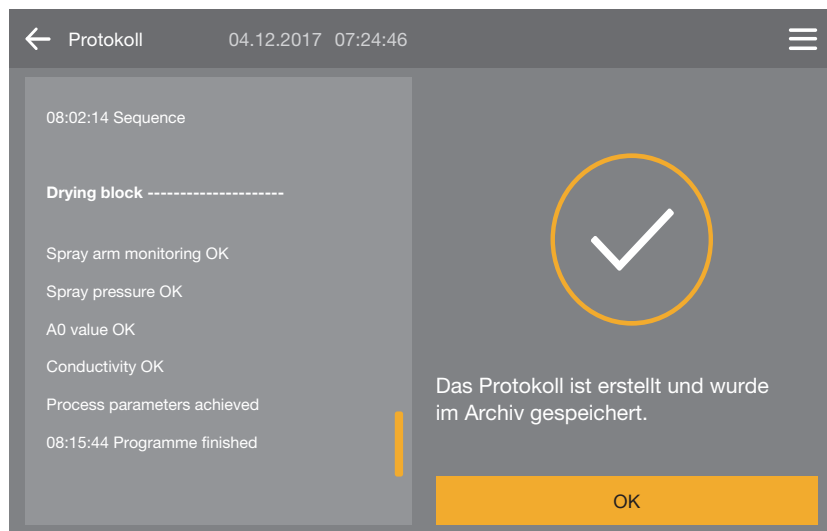 Protokoll 04.12.2017 07:24:46
08:02:14 Sequence
Drying block ---------------------
Spray arm monitoring OK
Spray pressure OK
A0 value OK
Conductivity OK
Process parameters achieved
08:15:44 Programme finished
Das Protokoll ist erstellt und wurde
im Archiv gespeichert.
OK